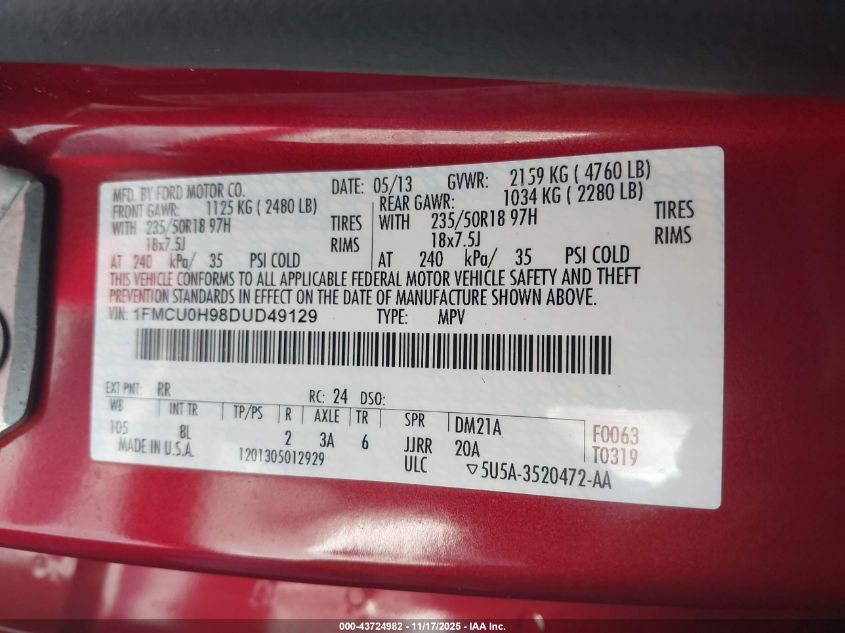 MFD. BY FORD MOTOR CO. DATE: 05/13 GVWR: 2159 KG ( 4760 LB)
FRONT GAWR: 1125 KG ( 2480 LB) REAR GAWR: 1034 KG ( 2280 LB)
WITH 235/50R18 97H TIRES WITH 235/50R18 97H TIRES
18x7.5J RIMS 18x7.5J RIMS
AT 240 kPa/ 35 PSI COLD AT 240 kPa/ 35 PSI COLD
THIS VEHICLE CONFORMS TO ALL APPLICABLE FEDERAL MOTOR VEHICLE SAFETY AND THEFT
PREVENTION STANDARDS IN EFFECT ON THE DATE OF MANUFACTURE SHOWN ABOVE.
VIN: 1FMCU0H98DUD49129 TYPE: MPV
EXT PNT: RR RC: 24 DSO:
WB INT TR TP/PS R AXLE TR SPR DM21A F0063
105 8L 2 3A 6 JJRR 20A T0319
MADE IN U.S.A. 1201305012929 ULC ▽5U5A-3520472-AA
000-43724982 - 11/17/2025 - IAA Inc.